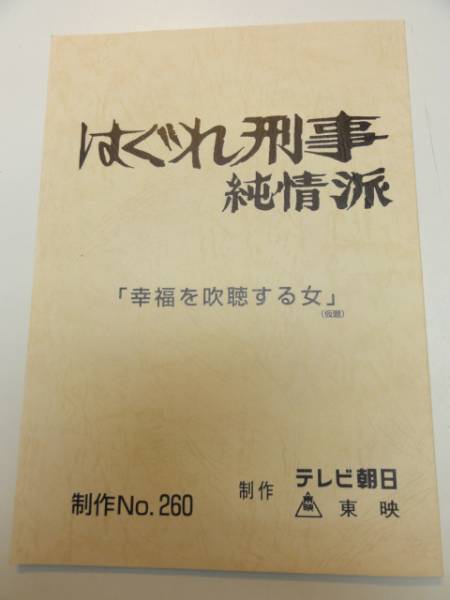 はぐれ刑事
純情派
「幸福を吹聴する女」
(仮題)
制作No.260
制作 テレビ朝日
東映